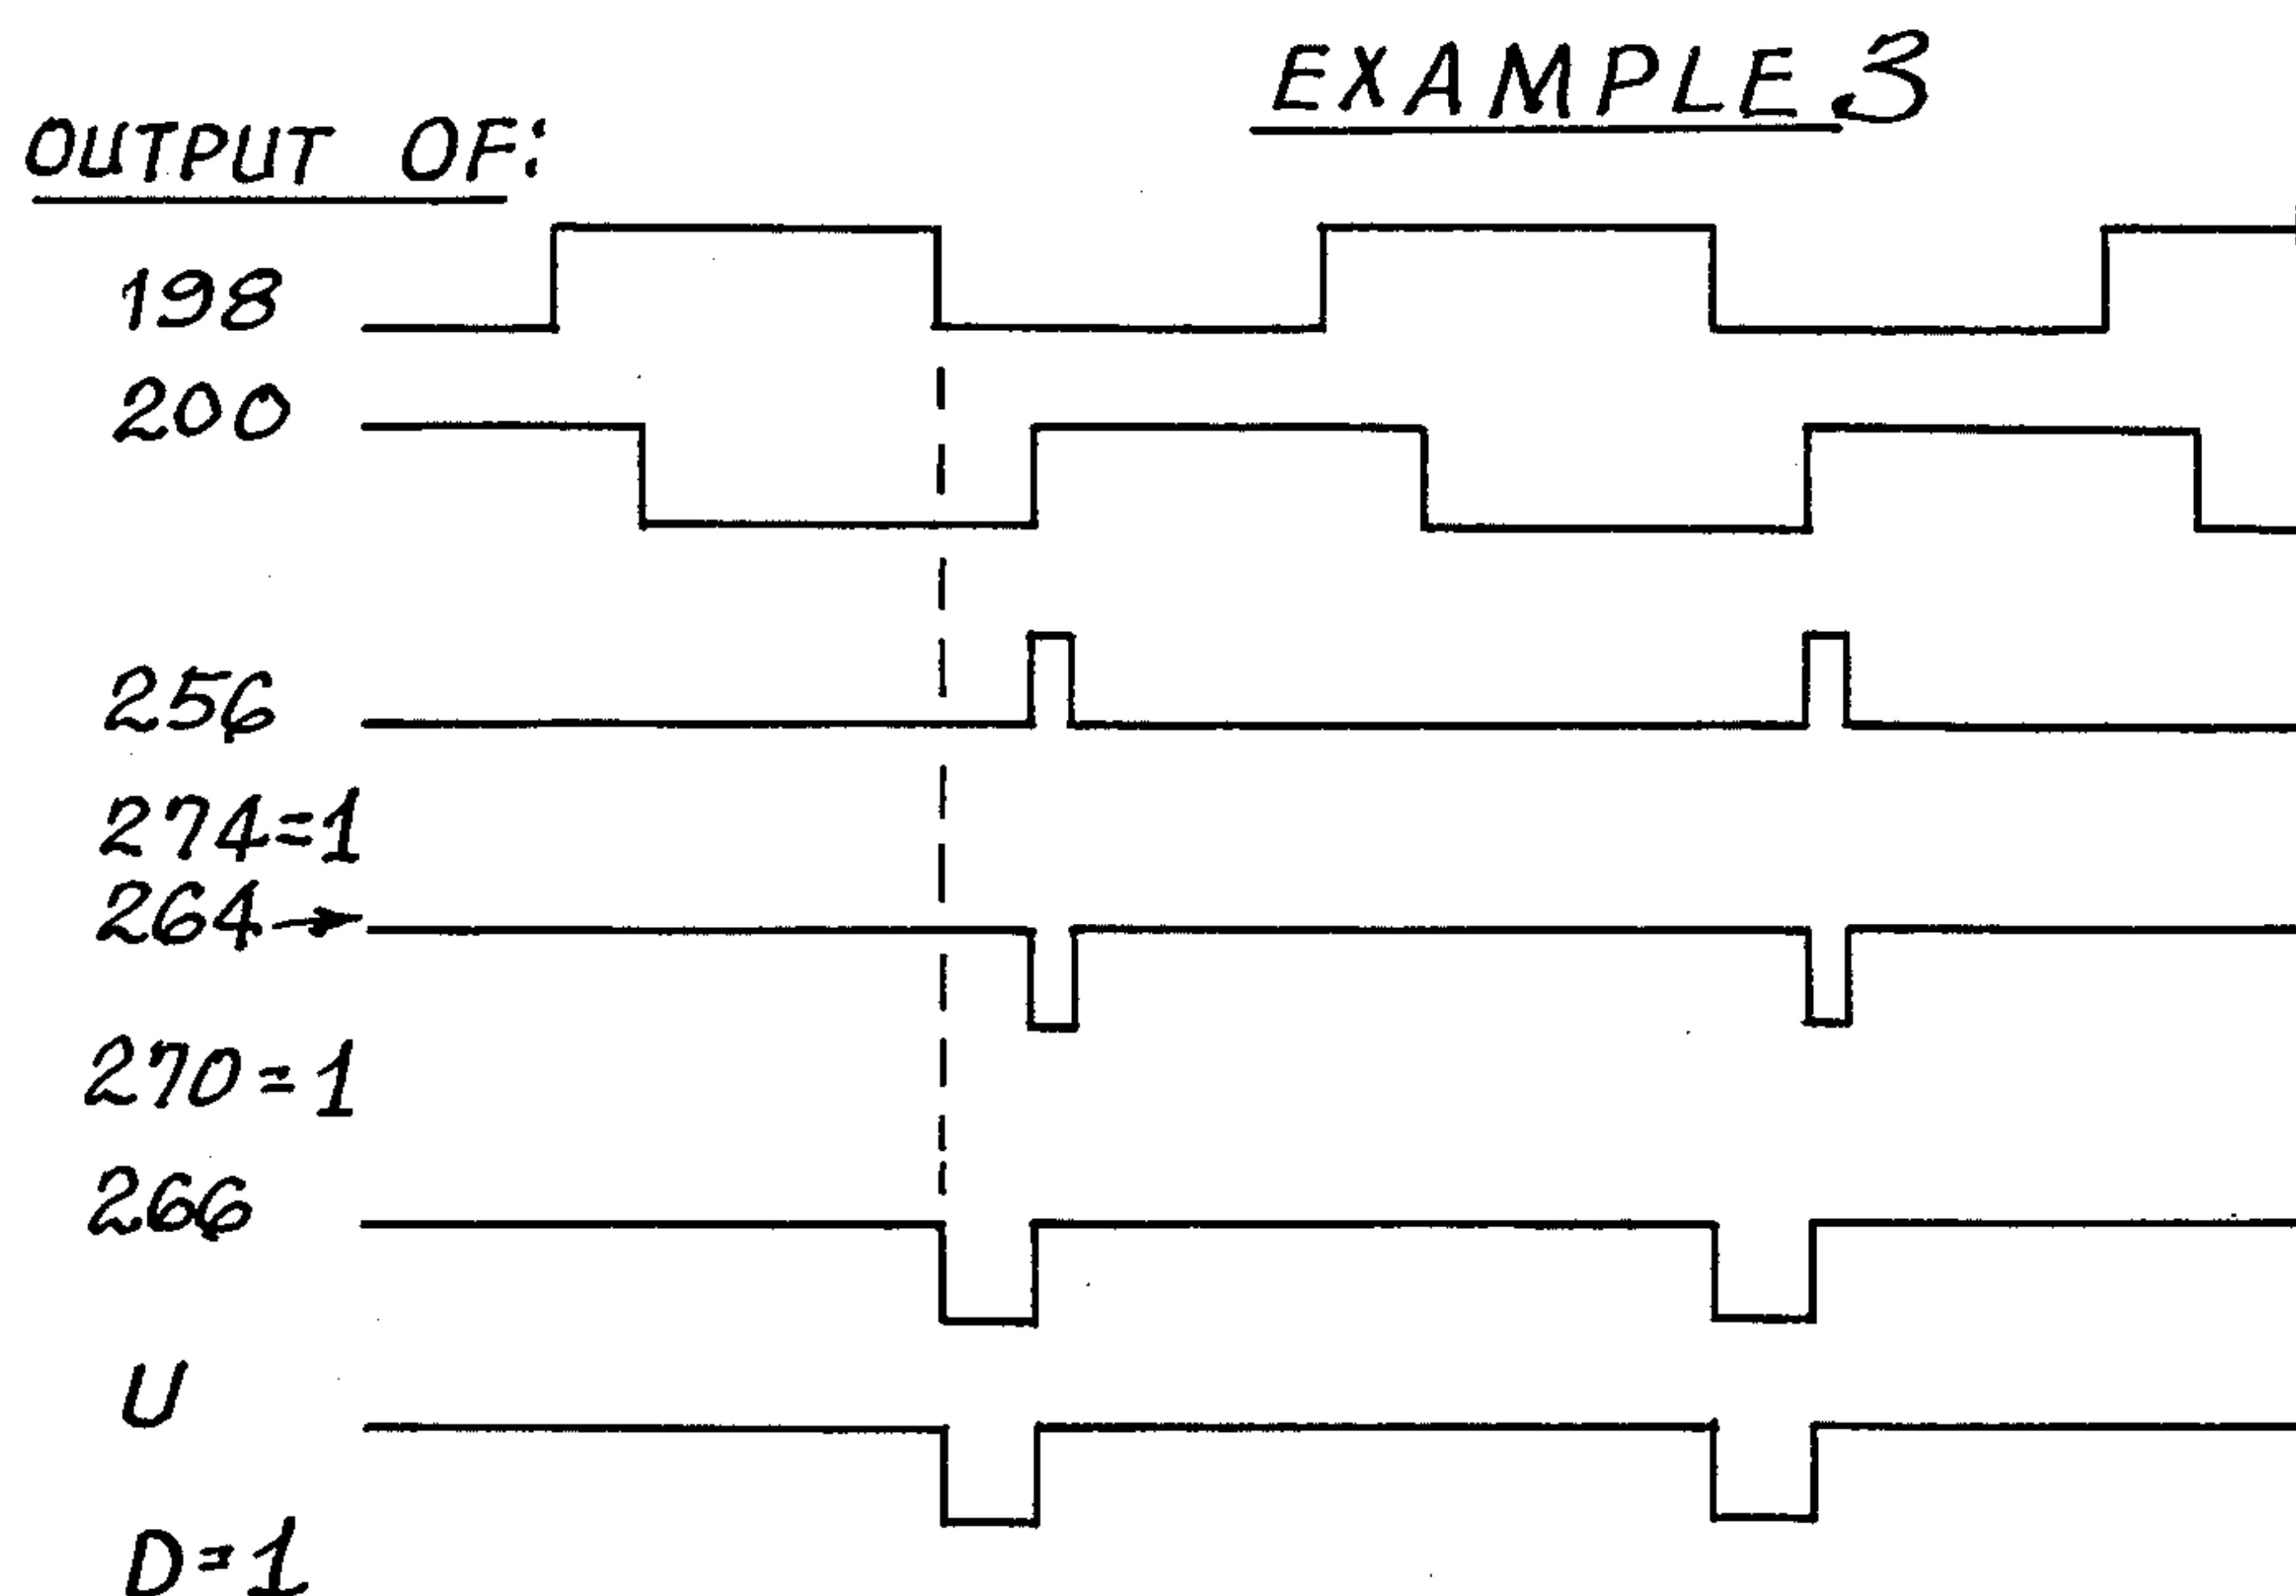 EXAMPLE 3
OUTPUT OF:
198
200
256
274=1
264→
270=1
266
U
D=1